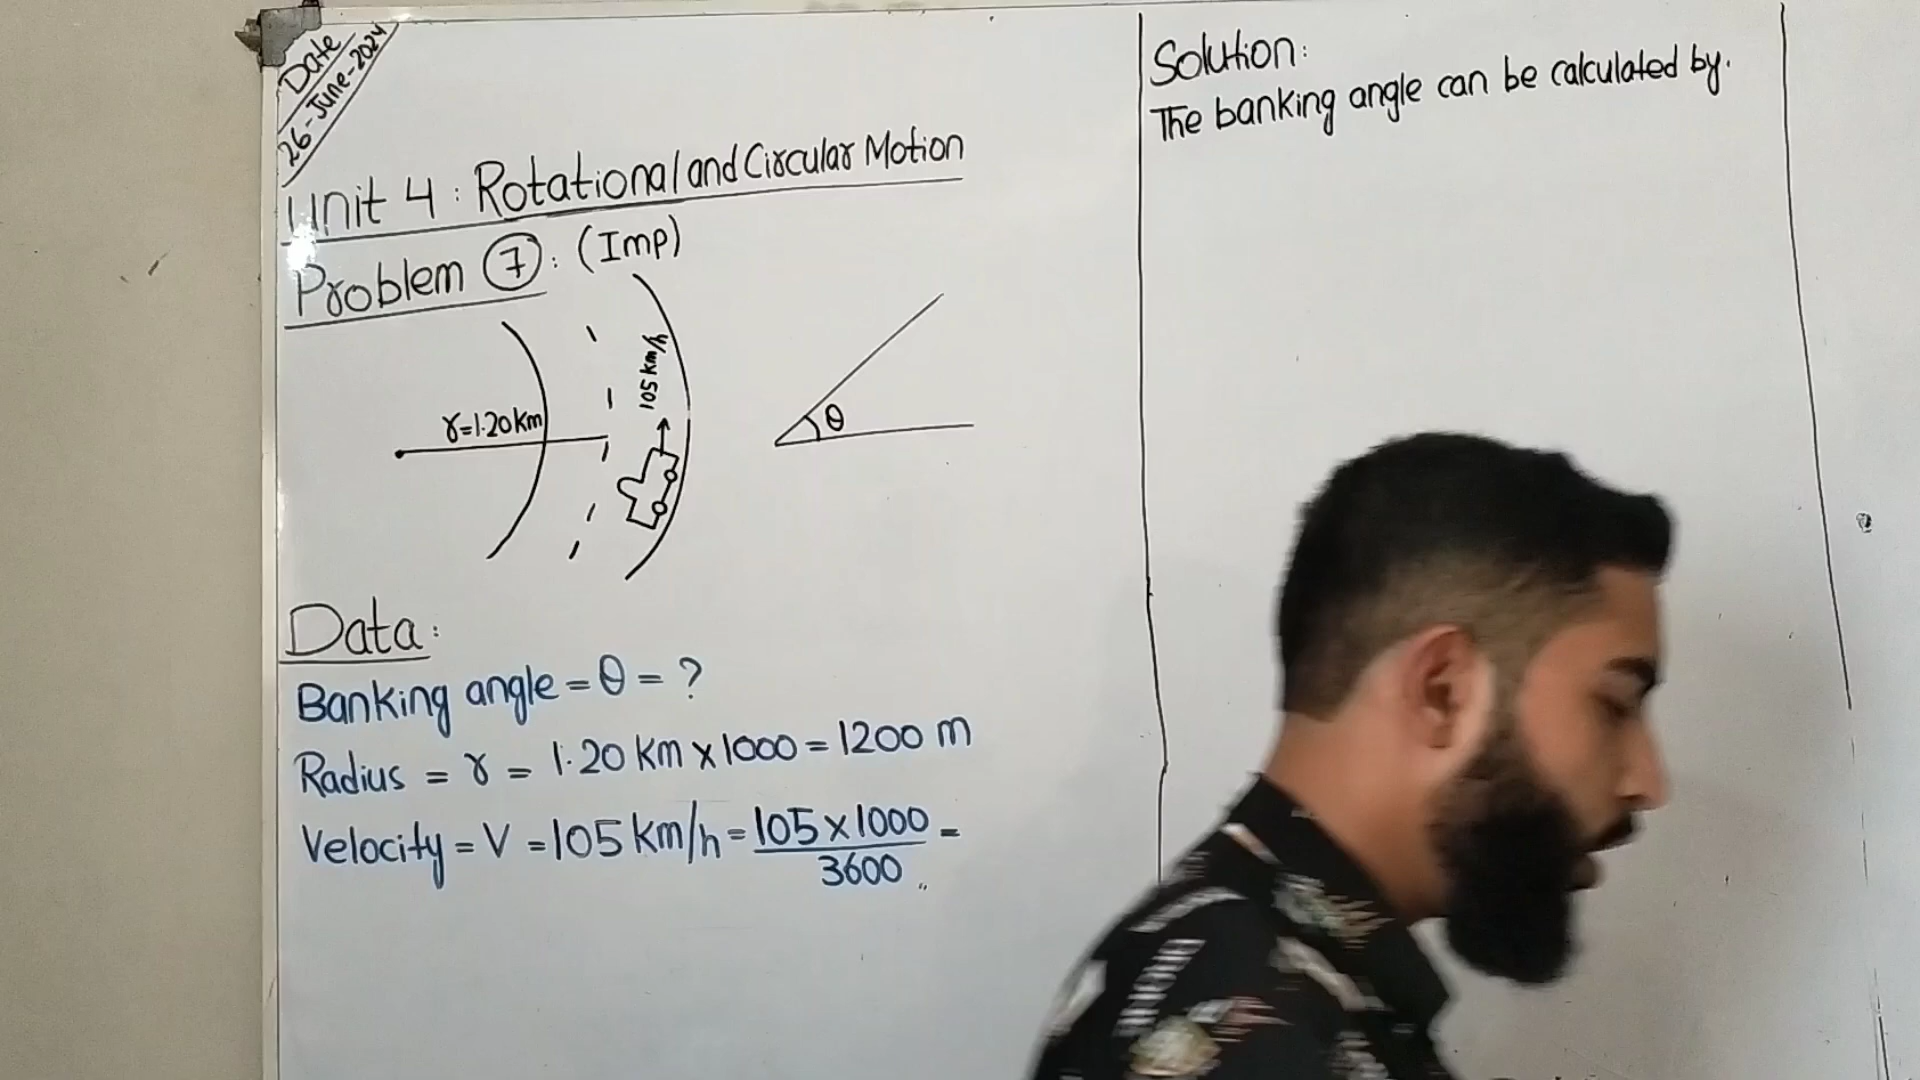 Date
26-June-2024
Unit 4: Rotational and Circular Motion
Problem 7: (Imp)
r=1.20km
105 km/h
θ
Data:
Banking angle = θ = ?
Radius = r = 1.20 km x 1000 = 1200 m
Velocity = V = 105 km/h = 105 x 1000 =
3600
Solution:
The banking angle can be calculated by.